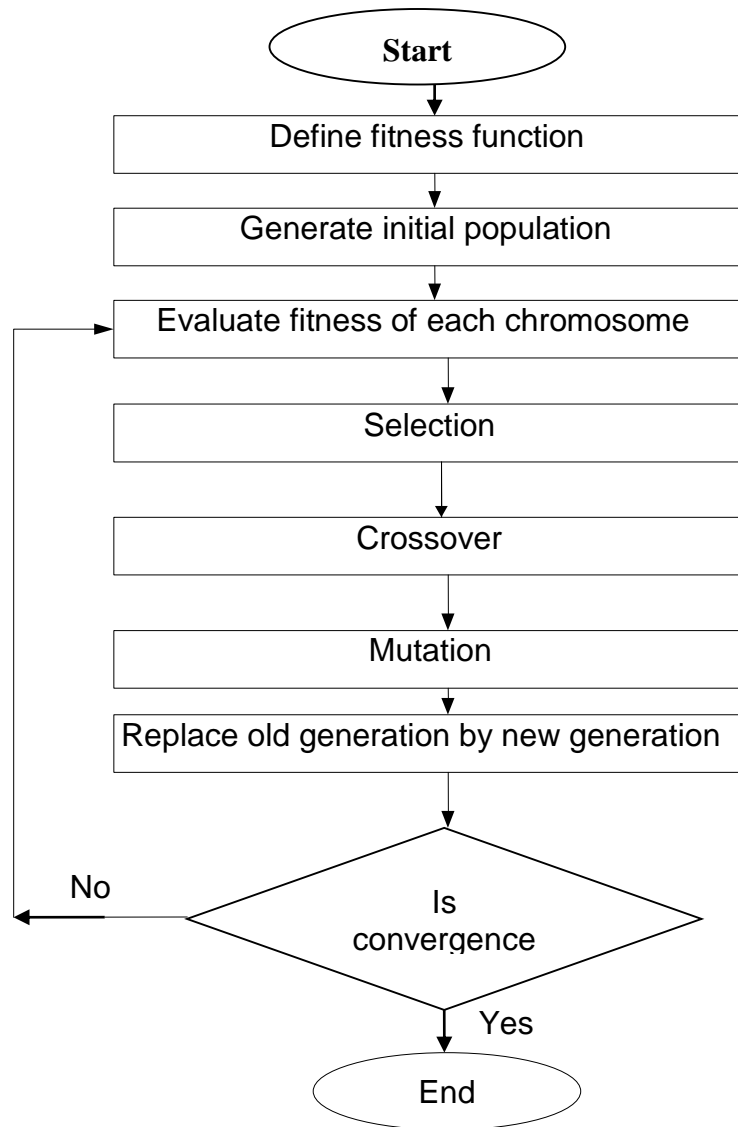 Start
Define fitness function
Generate initial population
Evaluate fitness of each chromosome
Selection
Crossover
Mutation
Replace old generation by new generation
No
Is
convergence
Yes
End